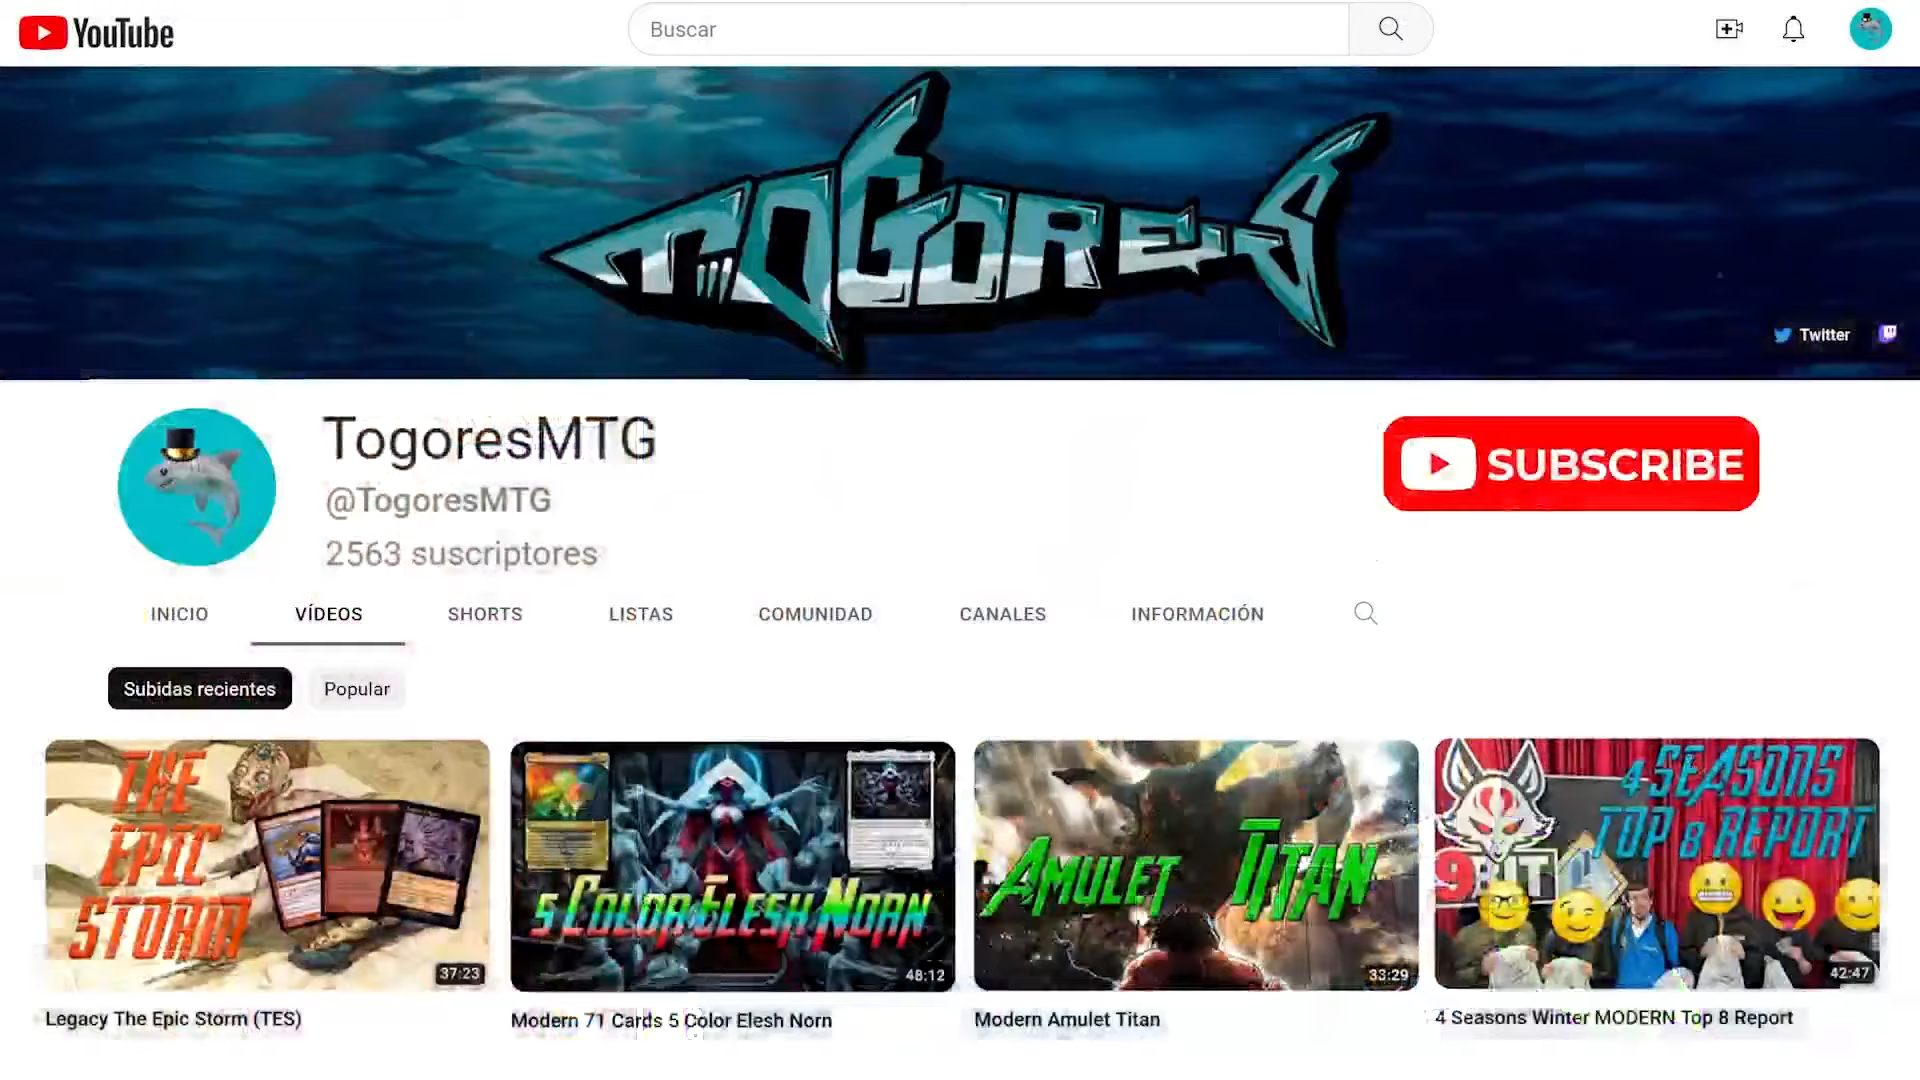 YouTube
Buscar
TOGORES
Twitter
TogoresMTG
@TogoresMTG
2563 suscriptores
SUBSCRIBE
INICIO VÍDEOS SHORTS LISTAS COMUNIDAD CANALES INFORMACIÓN
Subidas recientes Popular
THE
EPIC
STORM
37:23
5 COLOR ELESH NORN
48:12
AMULET TITAN
33:29
4 SEASONS
TOP 8 REPORT
9BIT
42:47
Legacy The Epic Storm (TES)
Modern 71 Cards 5 Color Elesh Norn
Modern Amulet Titan
4 Seasons Winter MODERN Top 8 Report